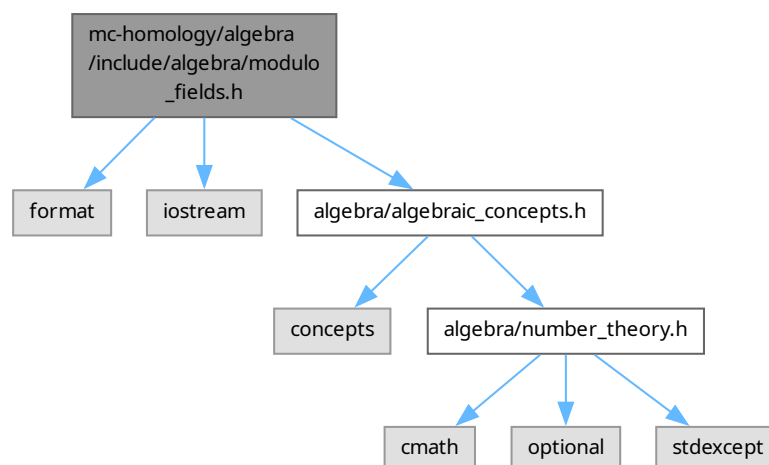 mc-homology/algebra
/include/algebra/modulo
_fields.h
format
iostream
algebra/algebraic_concepts.h
concepts
algebra/number_theory.h
cmath
optional
stdexcept